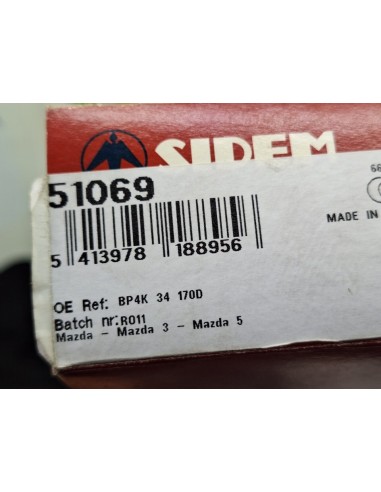 SIDEM
51069
5 413978 188956
MADE IN
OE Ref: BP4K 34 170D
Batch nr:R011
Mazda - Mazda 3 - Mazda 5